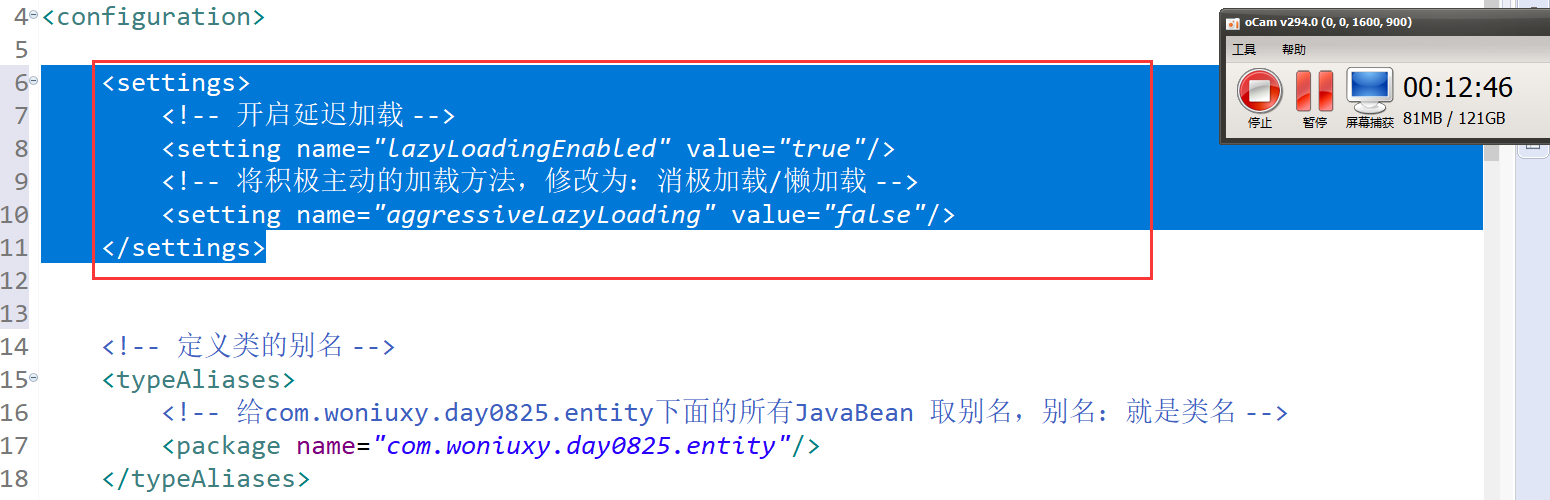 4 <configuration>
5
6 <settings>
7 <!-- 开启延迟加载 -->
8 <setting name="lazyLoadingEnabled" value="true"/>
9 <!-- 将积极主动的加载方法，修改为：消极加载/懒加载 -->
10 <setting name="aggressiveLazyLoading" value="false"/>
11 </settings>
12
13
14 <!-- 定义类的别名 -->
15 <typeAliases>
16 <!-- 给com.woniuxy.day0825.entity下面的所有JavaBean 取别名，别名：就是类名 -->
17 <package name="com.woniuxy.day0825.entity"/>
18 </typeAliases>
oCam v294.0 (0, 0, 1600, 900)
工具 帮助
00:12:46
81MB / 121GB
停止 暂停 屏幕捕获